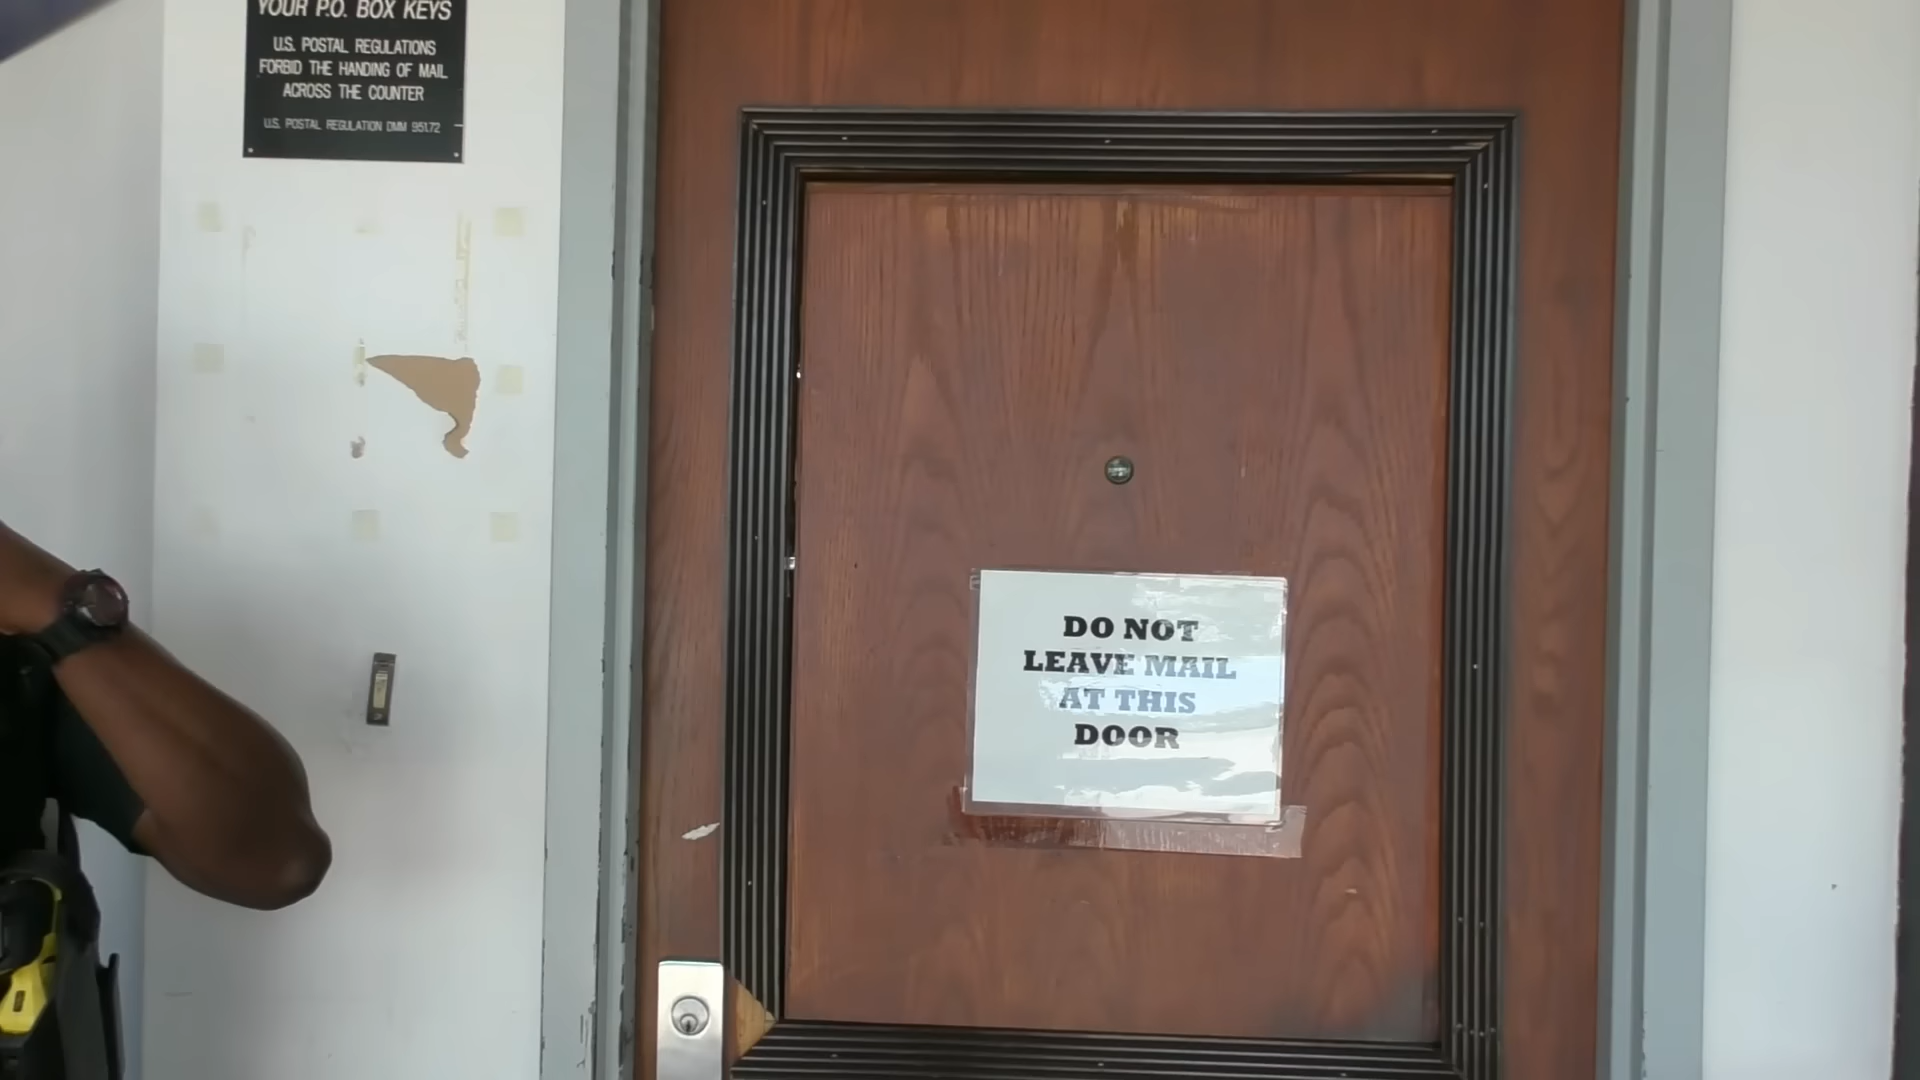 YOUR P.O. BOX KEYS
U.S. POSTAL REGULATIONS
FORBID THE HANDING OF MAIL
ACROSS THE COUNTER
U.S. POSTAL REGULATION DMM 951.72
DO NOT
LEAVE MAIL
AT THIS
DOOR